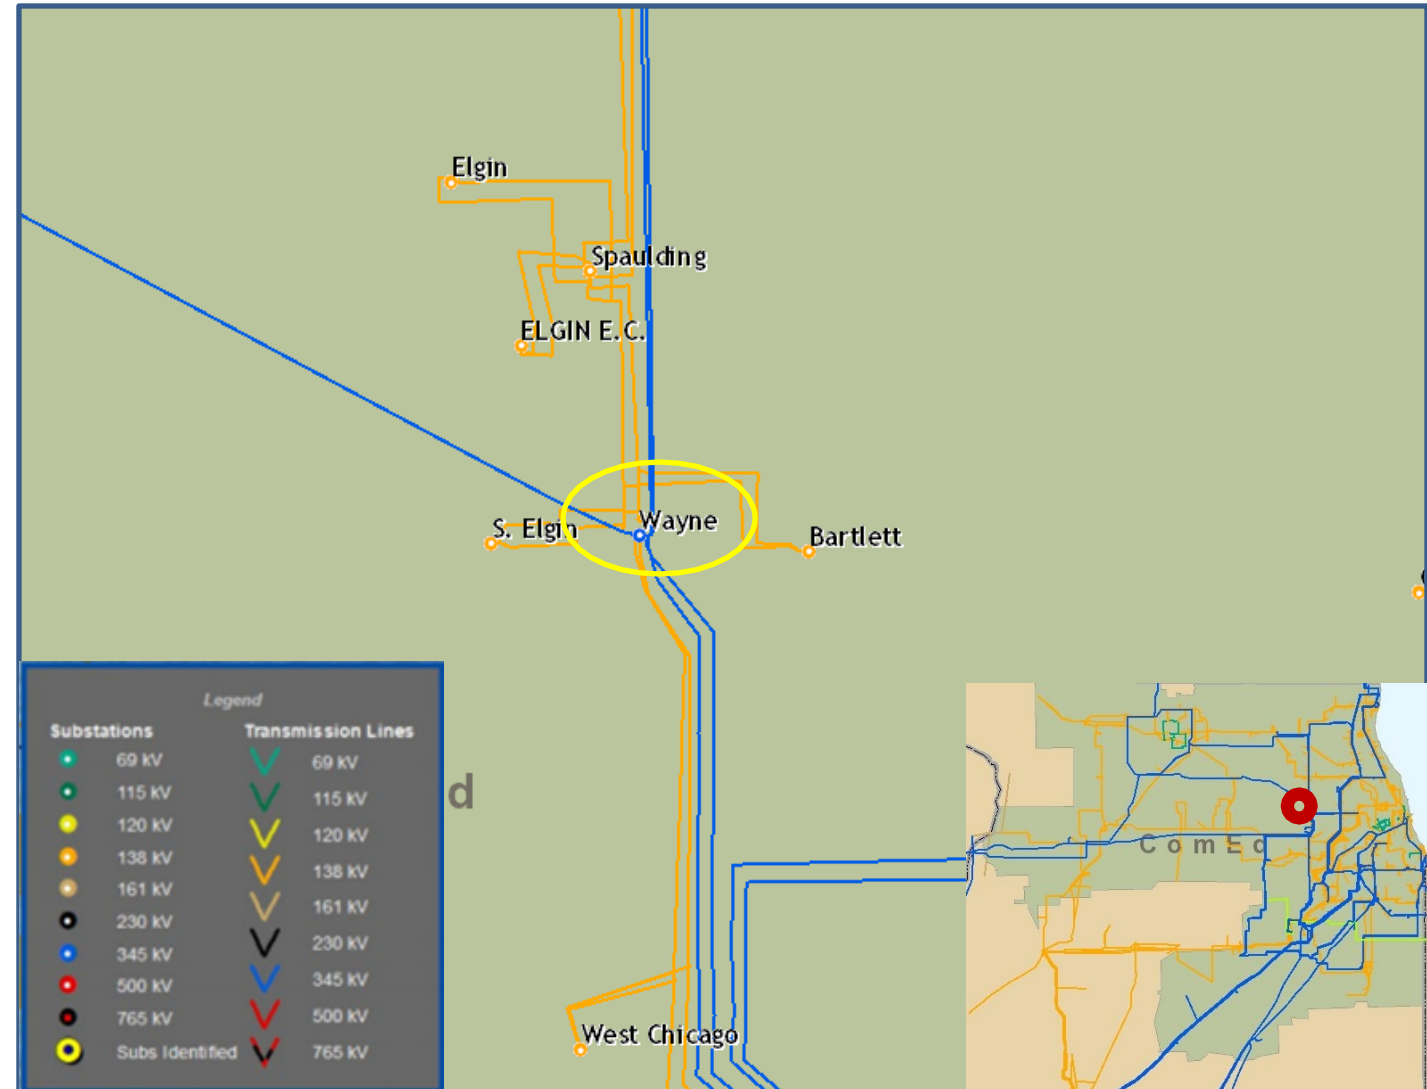 Elgin
Spaulding
ELGIN E.C.
S. Elgin
Wayne
Bartlett
West Chicago
d
Legend
Substations
Transmission Lines
69 kV
69 kV
115 kV
115 kV
120 kV
120 kV
138 kV
138 kV
161 kV
161 kV
230 kV
230 kV
345 kV
345 kV
500 kV
500 kV
765 kV
765 kV
Subs Identified
ComEd